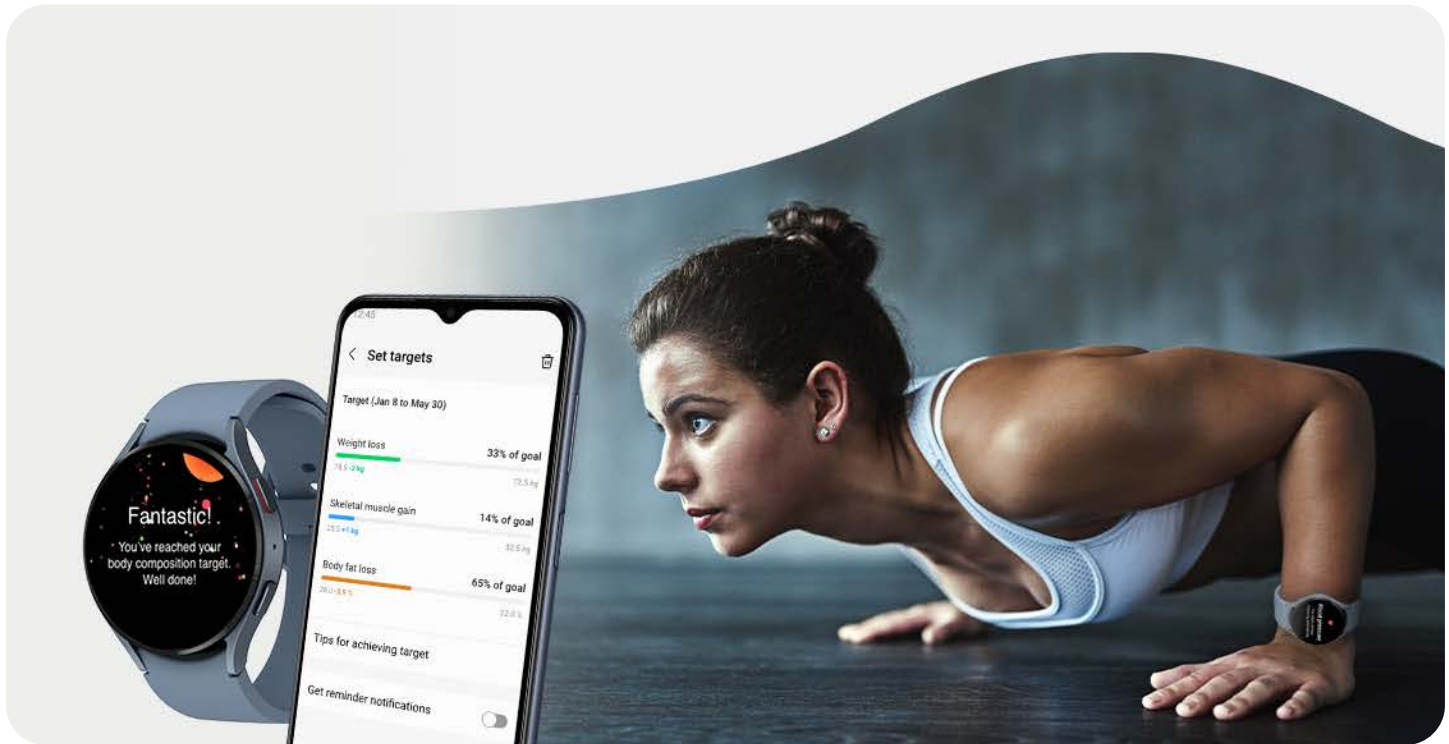 Fantastic!
You've reached your
body composition target.
Well done!
12:45
Set targets
Target (Jan 8 to May 30)
Weight loss
33% of goal
72.5 kg
Skeletal muscle gain
14% of goal
32.5 kg
Body fat loss
65% of goal
22.0 %
Tips for achieving target
Get reminder notifications
Blood pressure